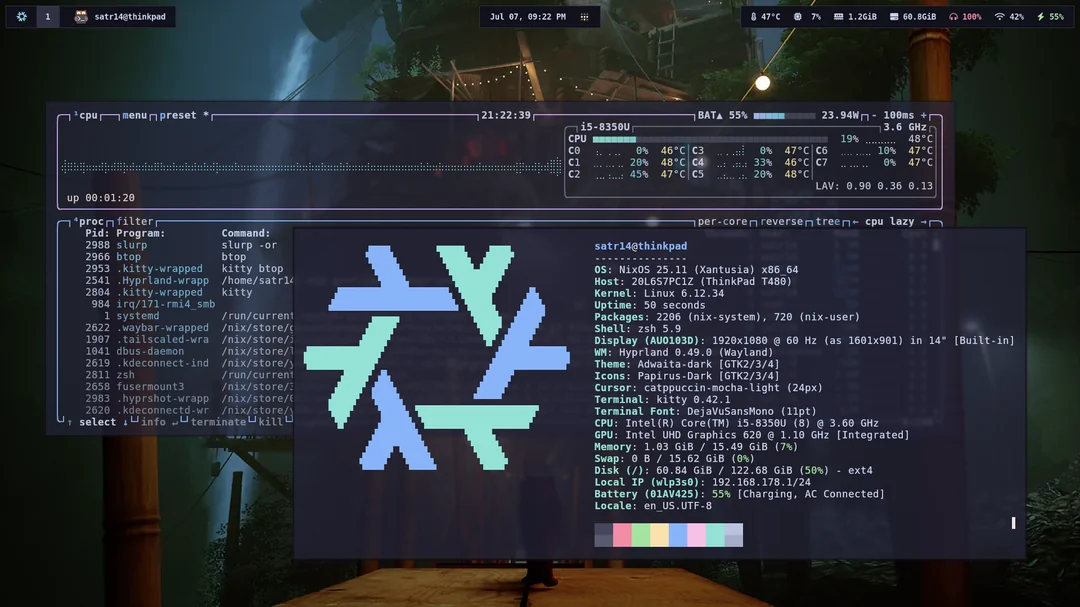 1 satr14@thinkpad
Jul 07, 09:22 PM
47°C 7% 1.2GiB 60.8GiB 100% 42% 55%
¹cpu menu preset * 21:22:39 BAT▲ 55% 23.94W - 100ms +
i5-8350U 3.6 GHz
CPU 19% 48°C
C0 0% 46°C C3 0% 47°C C6 10% 47°C
C1 20% 48°C C4 33% 46°C C7 0% 47°C
C2 45% 47°C C5 20% 48°C
LAV: 0.90 0.36 0.13
up 00:01:20
⁴proc filter per-core reverse tree ← cpu lazy →
Pid: Program: Command:
2988 slurp slurp -or
2966 btop btop
2953 .kitty-wrapped kitty btop
2541 .Hyprland-wrapp /home/satr14
2804 .kitty-wrapped kitty
984 irq/171-rmi4_smb
1 systemd /run/current
2622 .waybar-wrapped /nix/store/g
1907 .tailscaled-wra /nix/store/i
1041 dbus-daemon /nix/store/l
2619 .kdeconnect-ind /nix/store/
2811 zsh /run/current
2658 fusermount3 /nix/store/3
2983 .hyprshot-wrapp /nix/store/0
2620 .kdeconnectd-wr /nix/store/y
↑ select ↓ info ↵ terminate kill
satr14@thinkpad
---------------
OS: NixOS 25.11 (Xantusia) x86_64
Host: 20L6S7PC1Z (ThinkPad T480)
Kernel: Linux 6.12.34
Uptime: 50 seconds
Packages: 2206 (nix-system), 720 (nix-user)
Shell: zsh 5.9
Display (AUO103D): 1920x1080 @ 60 Hz (as 1601x901) in 14" [Built-in]
WM: Hyprland 0.49.0 (Wayland)
Theme: Adwaita-dark [GTK2/3/4]
Icons: Papirus-Dark [GTK2/3/4]
Cursor: catppuccin-mocha-light (24px)
Terminal: kitty 0.42.1
Terminal Font: DejaVuSansMono (11pt)
CPU: Intel(R) Core(TM) i5-8350U (8) @ 3.60 GHz
GPU: Intel UHD Graphics 620 @ 1.10 GHz [Integrated]
Memory: 1.03 GiB / 15.49 GiB (7%)
Swap: 0 B / 15.62 GiB (0%)
Disk (/): 60.84 GiB / 122.68 GiB (50%) - ext4
Local IP (wlp3s0): 192.168.178.1/24
Battery (01AV425): 55% [Charging, AC Connected]
Locale: en_US.UTF-8